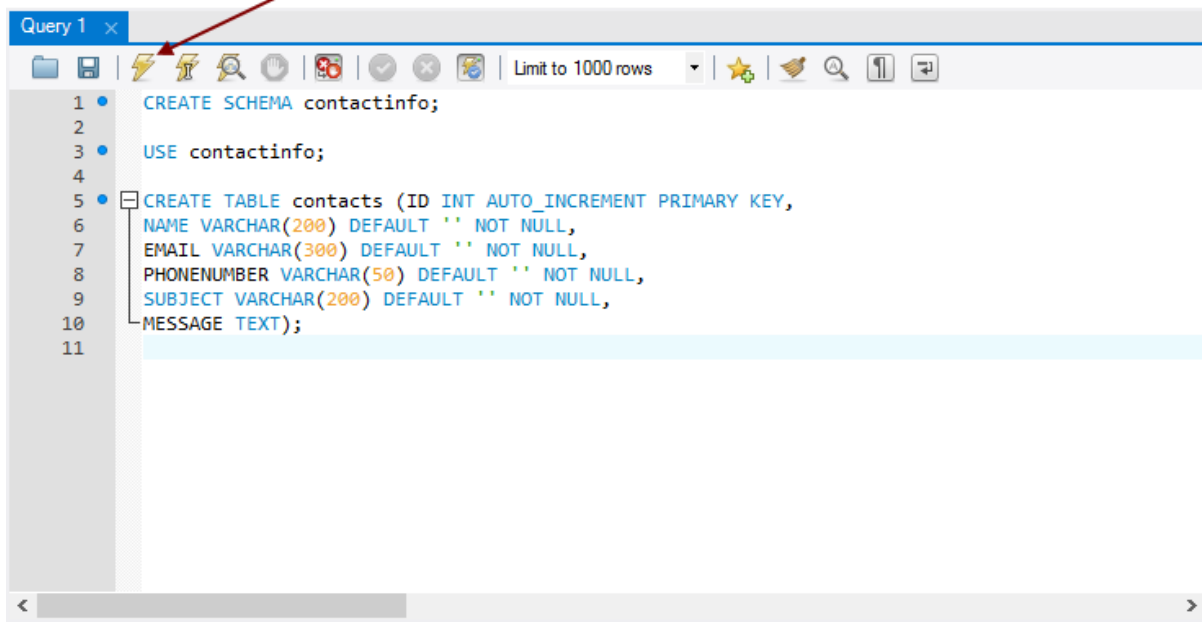 Query 1
Limit to 1000 rows
1 CREATE SCHEMA contactinfo;
2
3 USE contactinfo;
4
5 CREATE TABLE contacts (ID INT AUTO_INCREMENT PRIMARY KEY,
6 NAME VARCHAR(200) DEFAULT '' NOT NULL,
7 EMAIL VARCHAR(300) DEFAULT '' NOT NULL,
8 PHONENUMBER VARCHAR(50) DEFAULT '' NOT NULL,
9 SUBJECT VARCHAR(200) DEFAULT '' NOT NULL,
10 MESSAGE TEXT);
11